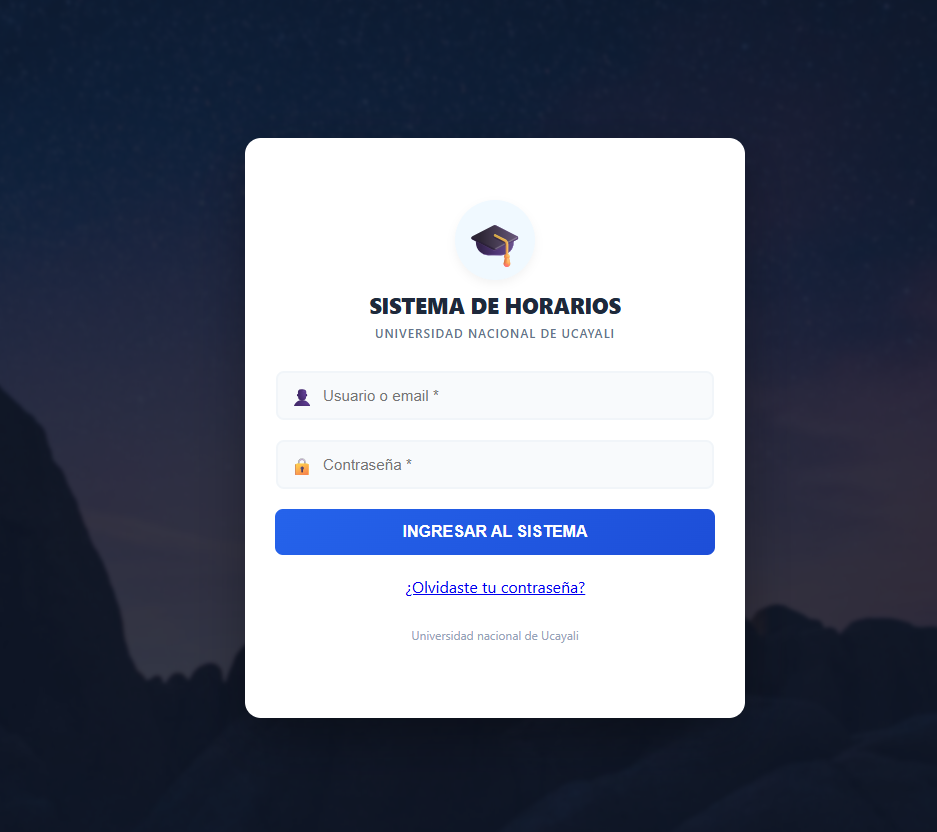 SISTEMA DE HORARIOS
UNIVERSIDAD NACIONAL DE UCAYALI
Usuario o email *
Contraseña *
INGRESAR AL SISTEMA
¿Olvidaste tu contraseña?
Universidad nacional de Ucayali